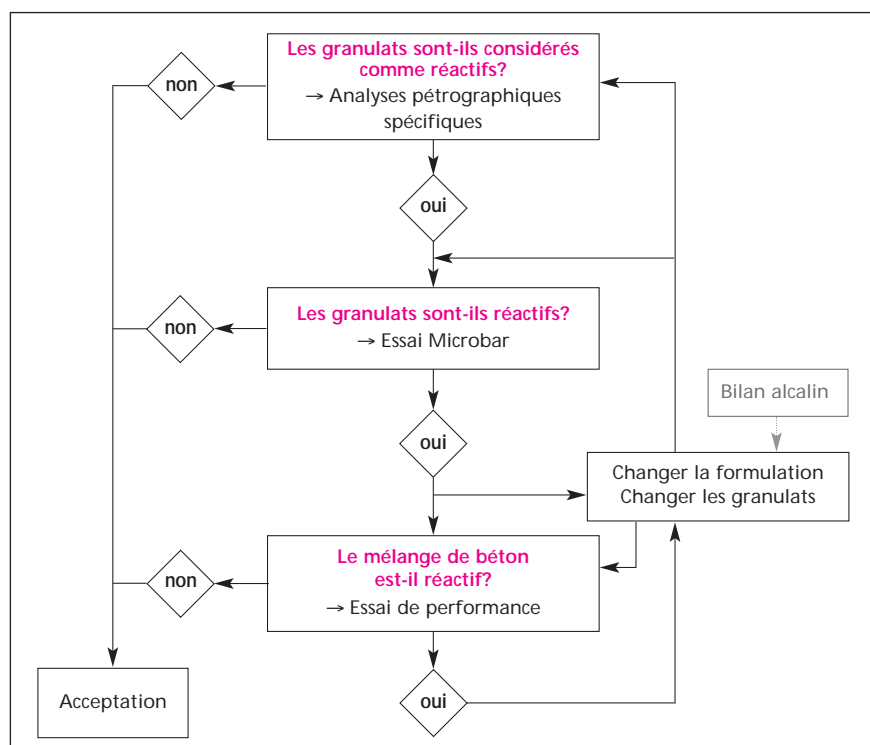 Les granulats sont-ils considérés
comme réactifs?
→ Analyses pétrographiques
spécifiques
non
oui
Les granulats sont-ils réactifs?
→ Essai Microbar
non
oui
Bilan alcalin
Changer la formulation
Changer les granulats
Le mélange de béton
est-il réactif?
→ Essai de performance
non
oui
Acceptation